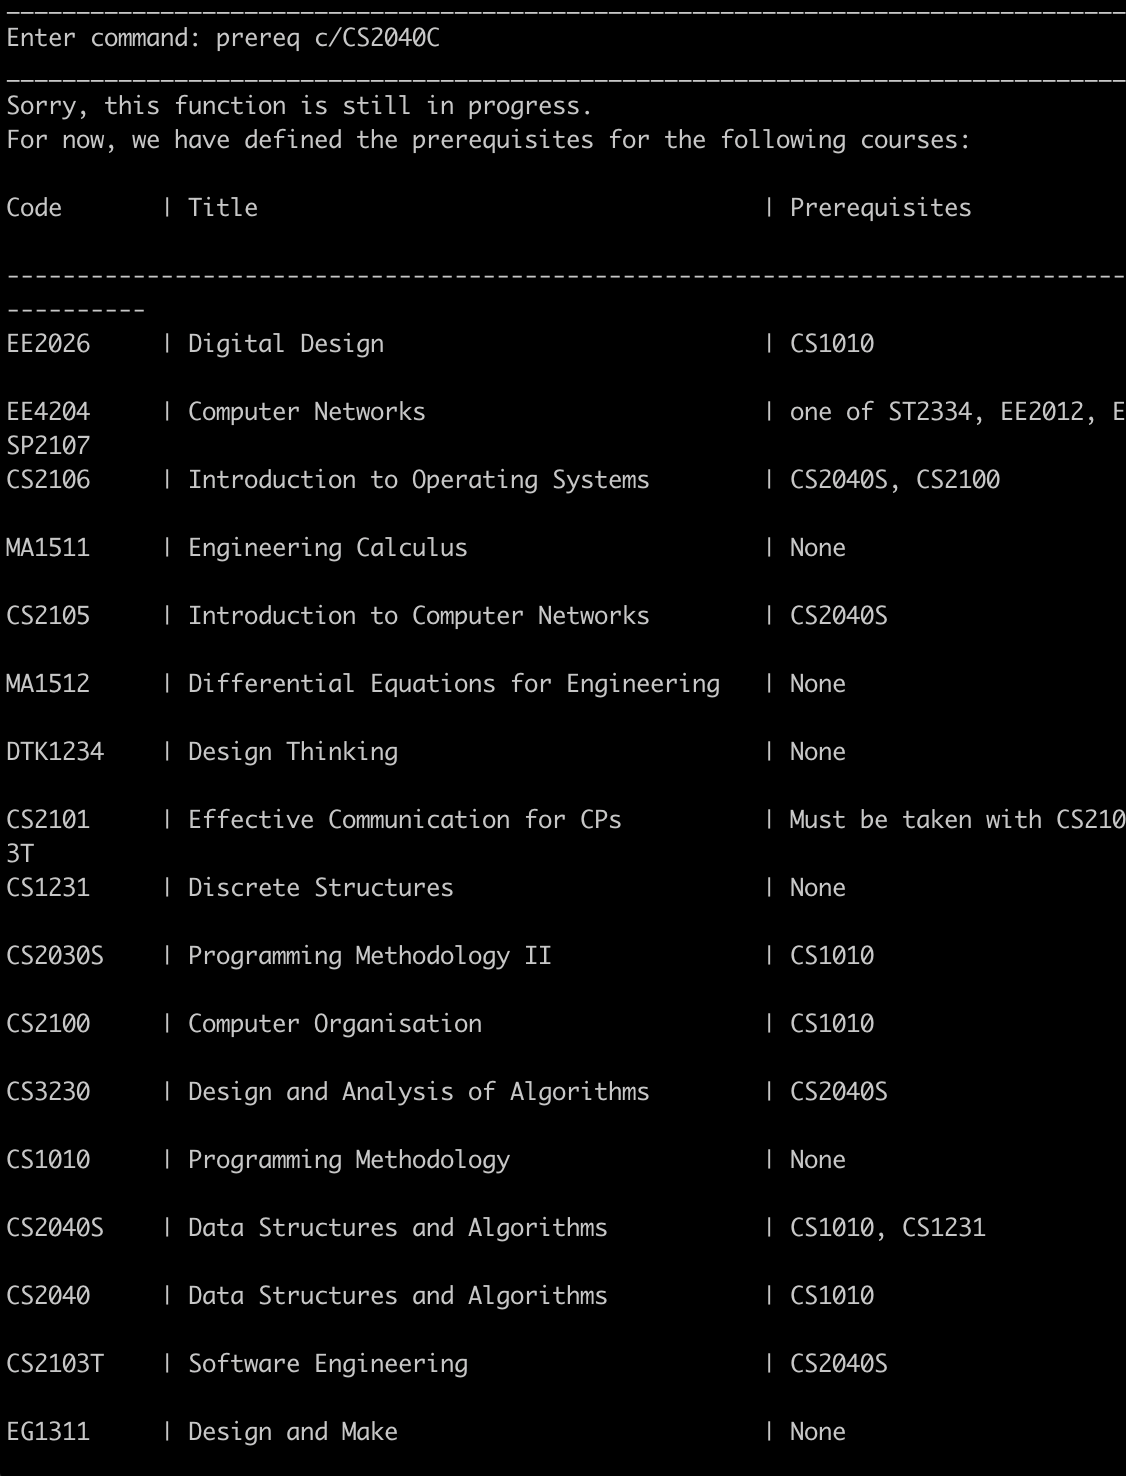 ________________________________________________________________________________
Enter command: prereq c/CS2040C
________________________________________________________________________________
Sorry, this function is still in progress.
For now, we have defined the prerequisites for the following courses:
Code       | Title                                    | Prerequisites
--------------------------------------------------------------------------------
----------
EE2026     | Digital Design                           | CS1010
EE4204     | Computer Networks                        | one of ST2334, EE2012, E
SP2107
CS2106     | Introduction to Operating Systems        | CS2040S, CS2100
MA1511     | Engineering Calculus                     | None
CS2105     | Introduction to Computer Networks        | CS2040S
MA1512     | Differential Equations for Engineering   | None
DTK1234    | Design Thinking                          | None
CS2101     | Effective Communication for CPs          | Must be taken with CS210
3T
CS1231     | Discrete Structures                      | None
CS2030S    | Programming Methodology II               | CS1010
CS2100     | Computer Organisation                    | CS1010
CS3230     | Design and Analysis of Algorithms        | CS2040S
CS1010     | Programming Methodology                  | None
CS2040S    | Data Structures and Algorithms           | CS1010, CS1231
CS2040     | Data Structures and Algorithms           | CS1010
CS2103T    | Software Engineering                     | CS2040S
EG1311     | Design and Make                          | None